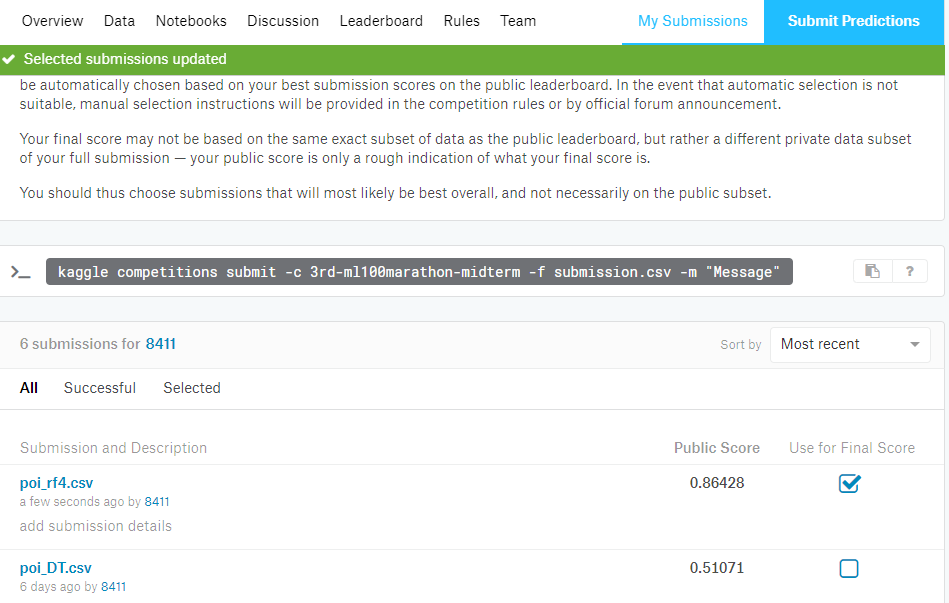 Overview Data Notebooks Discussion Leaderboard Rules Team My Submissions Submit Predictions
Selected submissions updated
be automatically chosen based on your best submission scores on the public leaderboard. In the event that automatic selection is not
suitable, manual selection instructions will be provided in the competition rules or by official forum announcement.
Your final score may not be based on the same exact subset of data as the public leaderboard, but rather a different private data subset
of your full submission — your public score is only a rough indication of what your final score is.
You should thus choose submissions that will most likely be best overall, and not necessarily on the public subset.
>_ kaggle competitions submit -c 3rd-ml100marathon-midterm -f submission.csv -m "Message" ?
6 submissions for 8411 Sort by Most recent
All Successful Selected
Submission and Description Public Score Use for Final Score
poi_rf4.csv 0.86428
a few seconds ago by 8411
add submission details
poi_DT.csv 0.51071
6 days ago by 8411